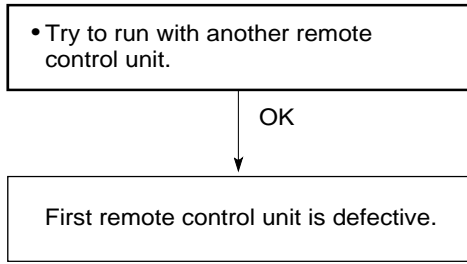 • Try to run with another remote
control unit.
OK
First remote control unit is defective.